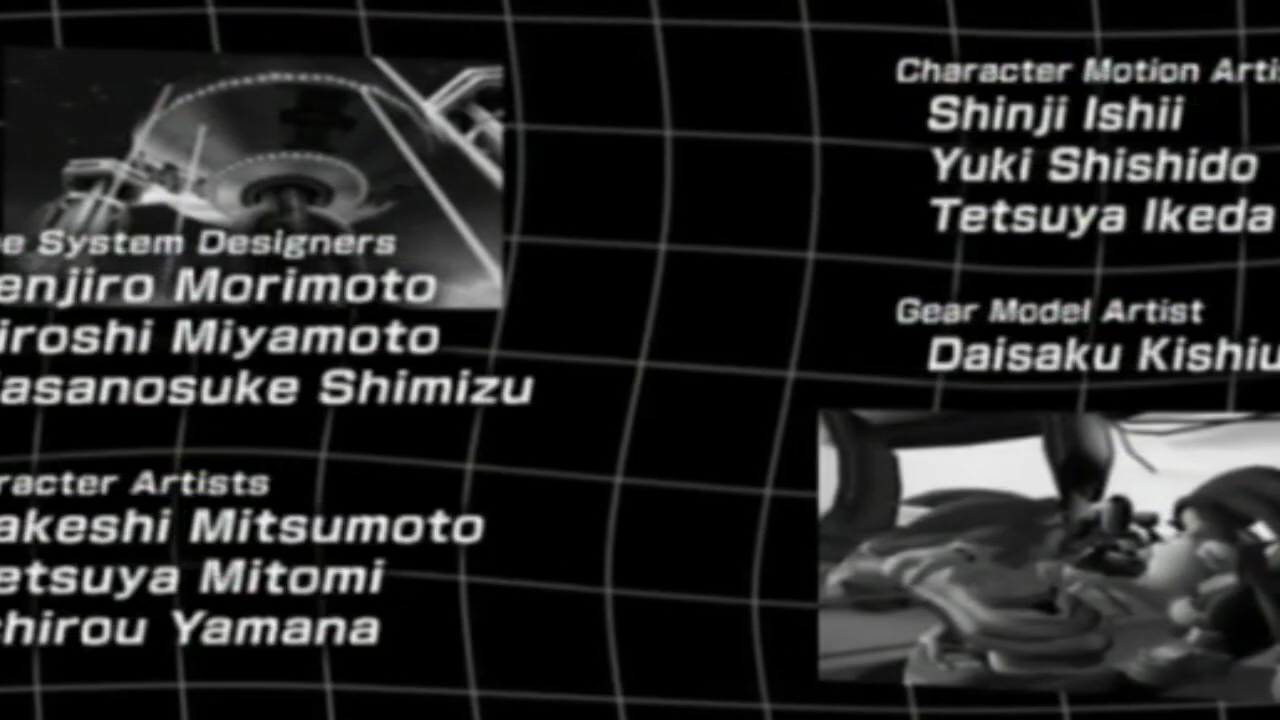 e System Designers
enjiro Morimoto
iroshi Miyamoto
asanosuke Shimizu
racter Artists
akeshi Mitsumoto
etsuya Mitomi
chirou Yamana
Character Motion Arti
Shinji Ishii
Yuki Shishido
Tetsuya Ikeda
Gear Model Artist
Daisaku Kishiu